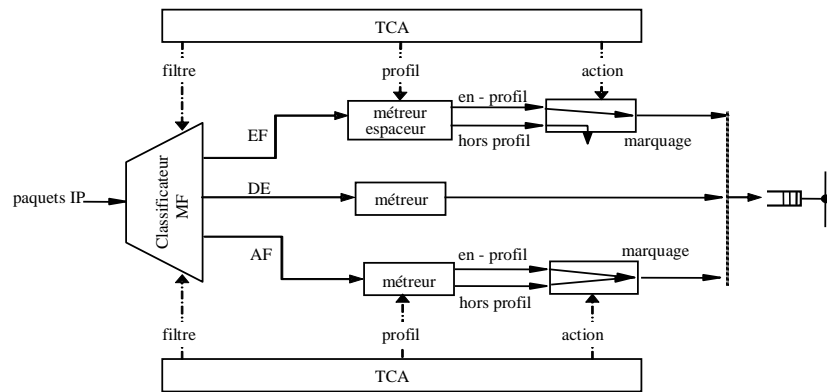 TCA
filtre
profil
action
en - profil
métreur
espaceur
EF
hors profil
marquage
Classificateur
MF
DE
paquets IP
métreur
AF
en - profil
marquage
métreur
hors profil
filtre
profil
action
TCA